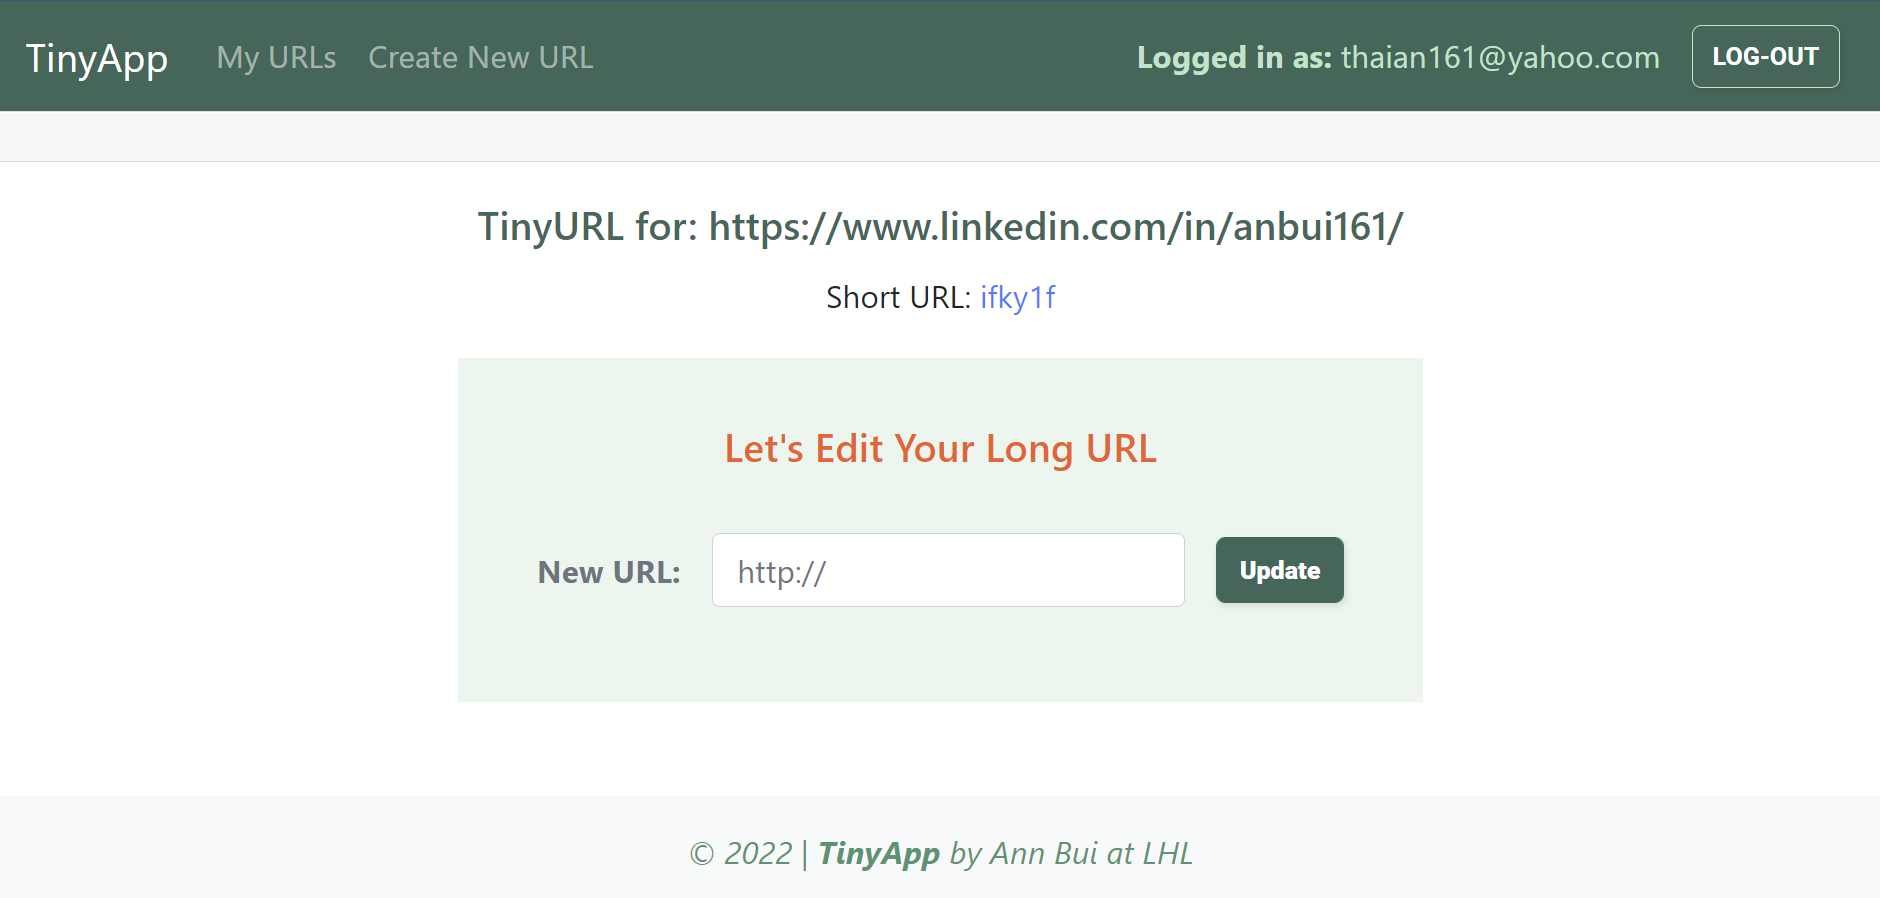 TinyApp My URLs Create New URL Logged in as: thaian161@yahoo.com LOG-OUT
TinyURL for: https://www.linkedin.com/in/anbui161/
Short URL: ifky1f
Let's Edit Your Long URL
New URL: http:// Update
© 2022 | TinyApp by Ann Bui at LHL